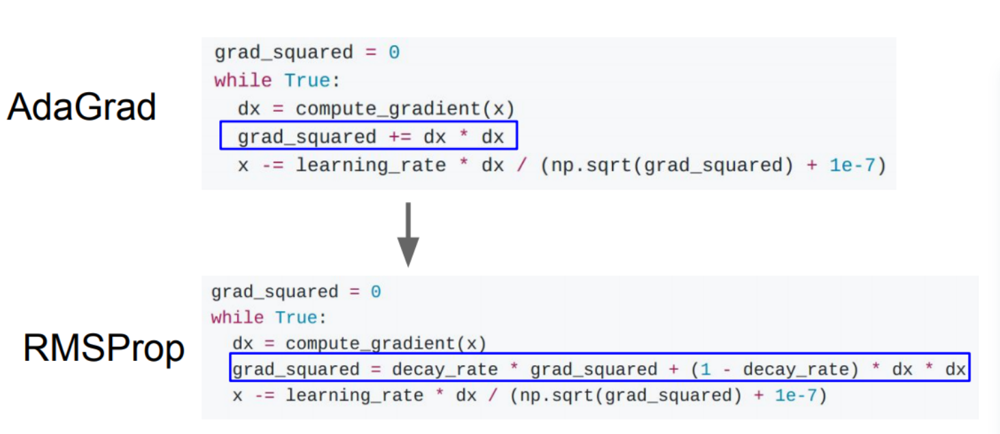 AdaGrad
grad_squared = 0
while True:
  dx = compute_gradient(x)
  grad_squared += dx * dx
  x -= learning_rate * dx / (np.sqrt(grad_squared) + 1e-7)
RMSProp
grad_squared = 0
while True:
  dx = compute_gradient(x)
  grad_squared = decay_rate * grad_squared + (1 - decay_rate) * dx * dx
  x -= learning_rate * dx / (np.sqrt(grad_squared) + 1e-7)